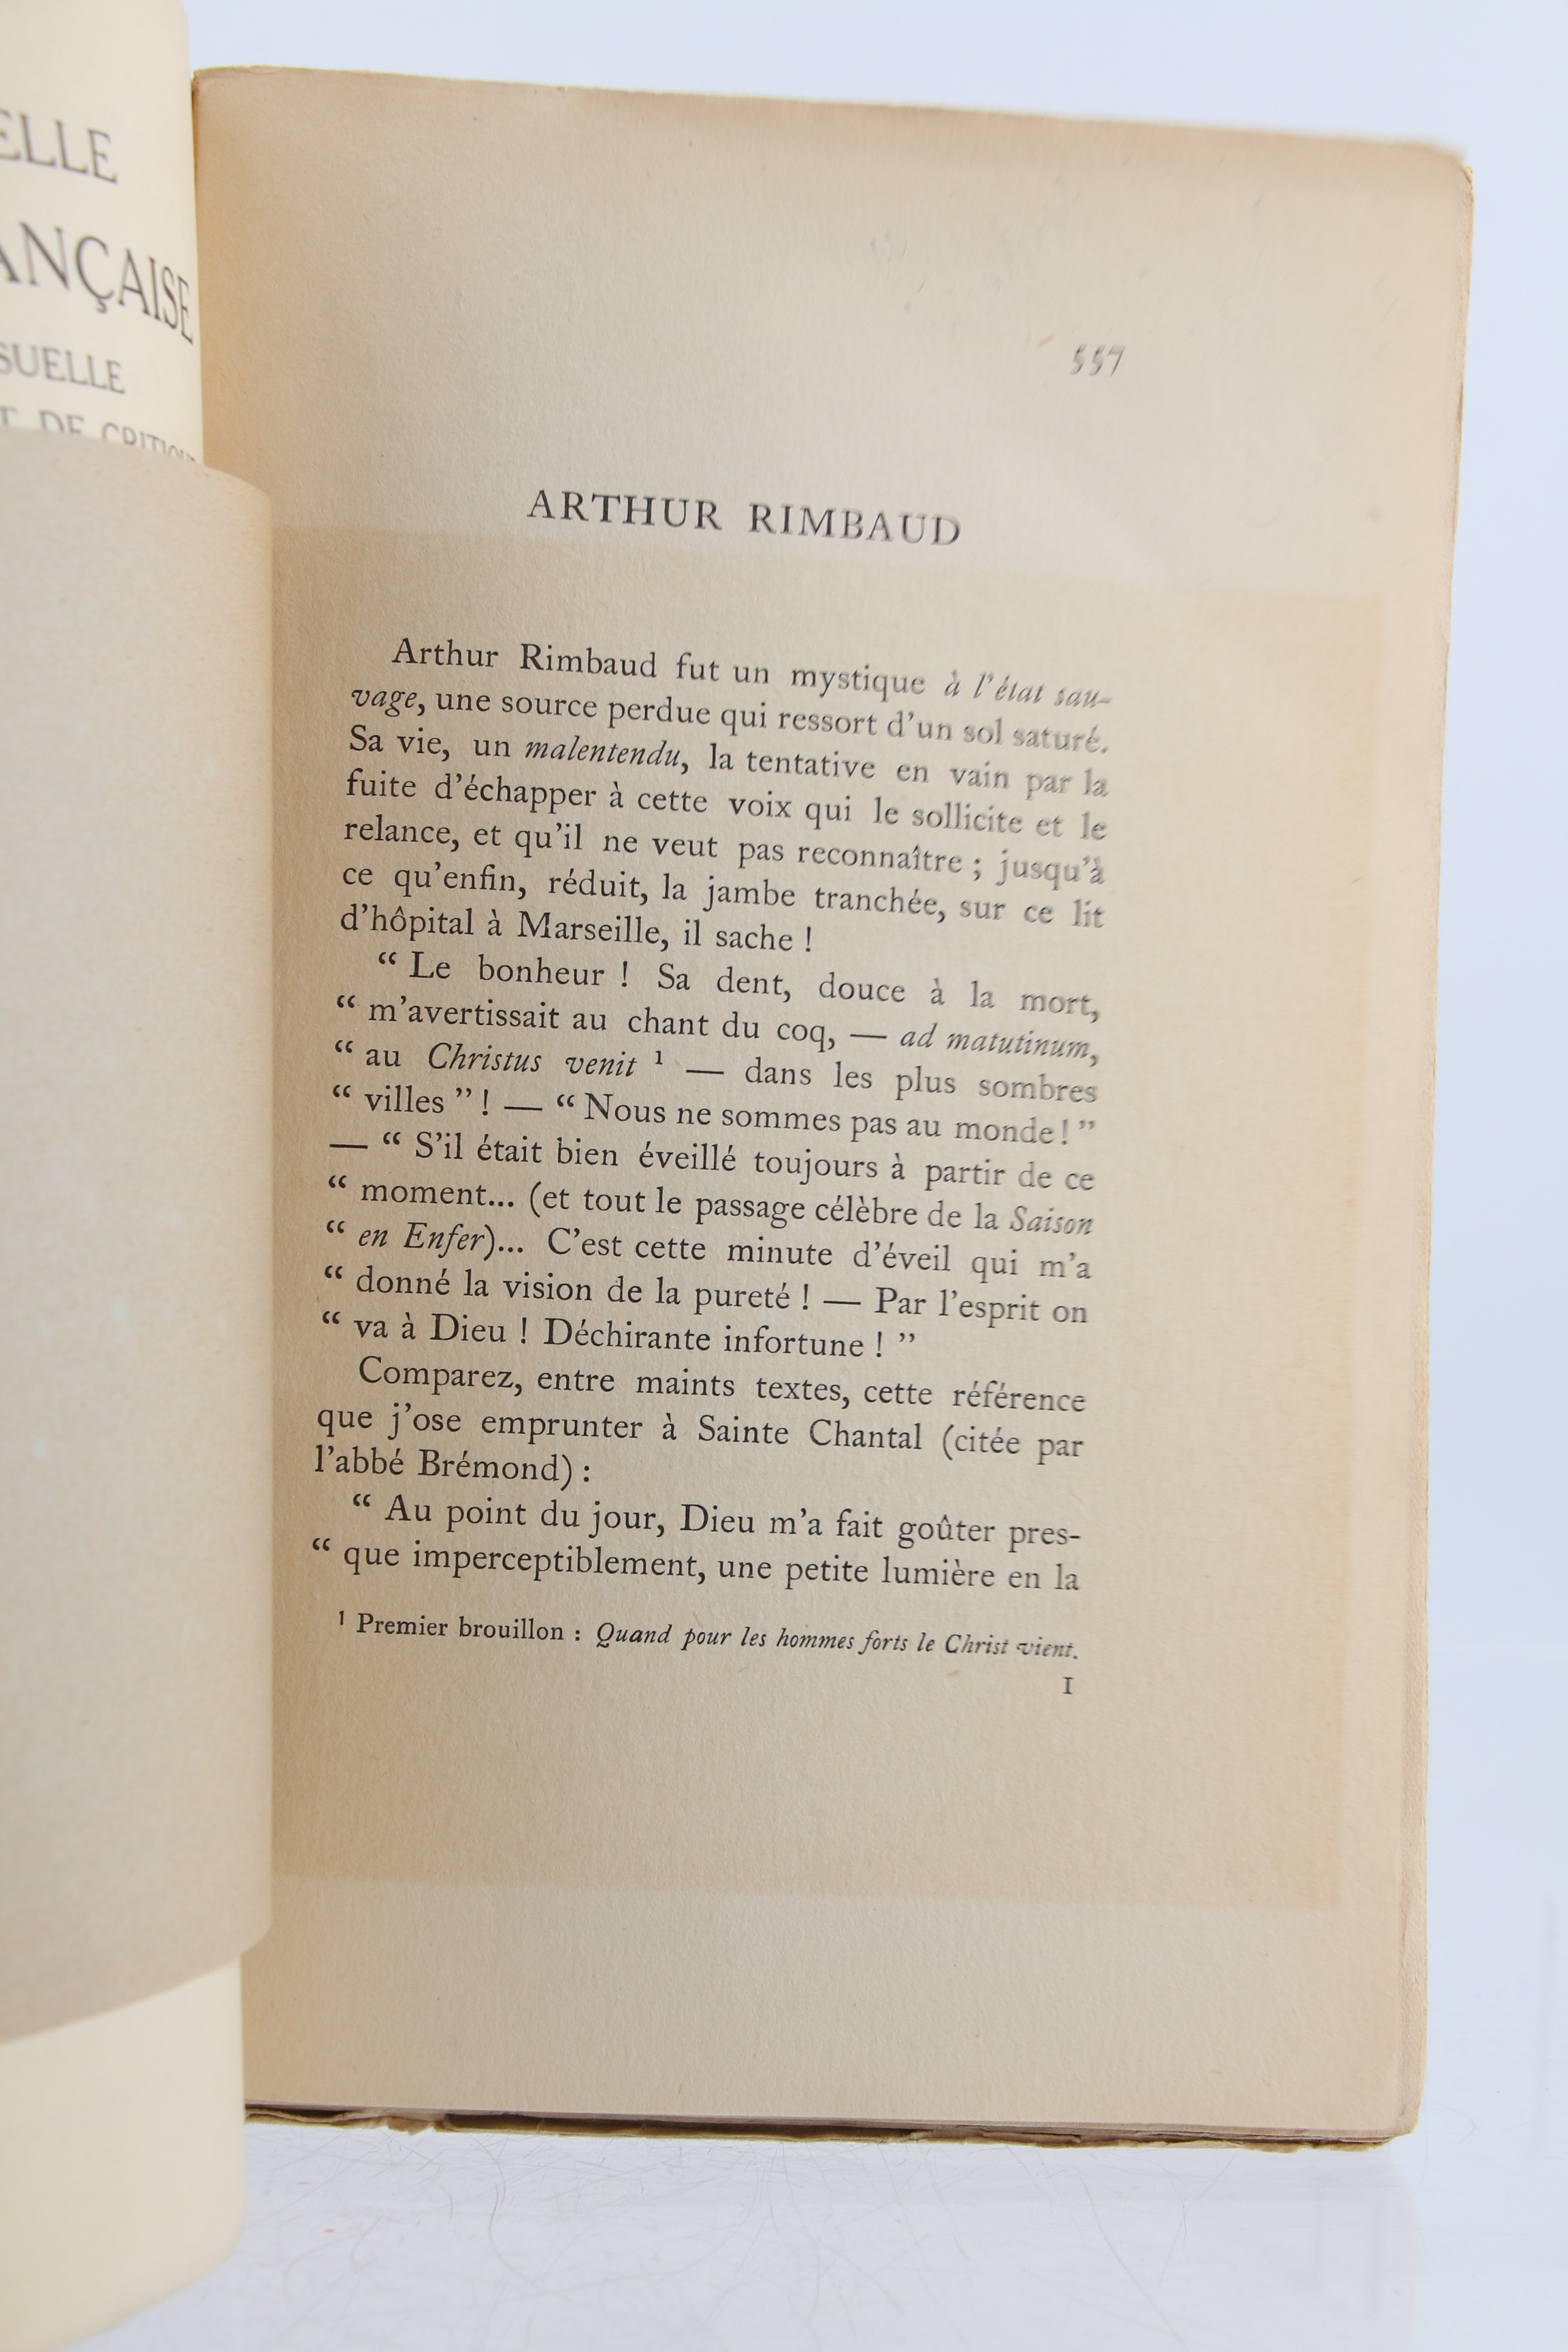 ELLE
ANÇAISE
SUELLE
DE CRITIQUE
557
ARTHUR RIMBAUD
Arthur Rimbaud fut un mystique à l'état sau-
vage, une source perdue qui ressort d'un sol saturé.
Sa vie, un malentendu, la tentative en vain par la
fuite d'échapper à cette voix qui le sollicite et le
relance, et qu'il ne veut pas reconnaître ; jusqu'à
ce qu'enfin, réduit, la jambe tranchée, sur ce lit
d'hôpital à Marseille, il sache !
“ Le bonheur ! Sa dent, douce à la mort,
“ m'avertissait au chant du coq, — ad matutinum,
“ au Christus venit ¹ — dans les plus sombres
“ villes ” ! — “ Nous ne sommes pas au monde ! ”
— “ S'il était bien éveillé toujours à partir de ce
“ moment... (et tout le passage célèbre de la Saison
“ en Enfer)... C'est cette minute d'éveil qui m'a
“ donné la vision de la pureté ! — Par l'esprit on
“ va à Dieu ! Déchirante infortune ! ”
Comparez, entre maints textes, cette référence
que j'ose emprunter à Sainte Chantal (citée par
l'abbé Brémond) :
“ Au point du jour, Dieu m'a fait goûter pres-
“ que imperceptiblement, une petite lumière en la
¹ Premier brouillon : Quand pour les hommes forts le Christ vient.
1